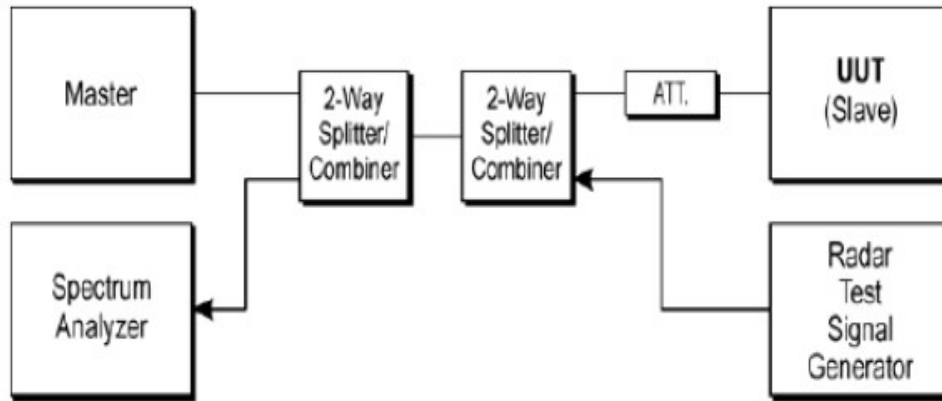 Master
2-Way
Splitter/
Combiner
2-Way
Splitter/
Combiner
ATT.
UUT
(Slave)
Spectrum
Analyzer
Radar
Test
Signal
Generator